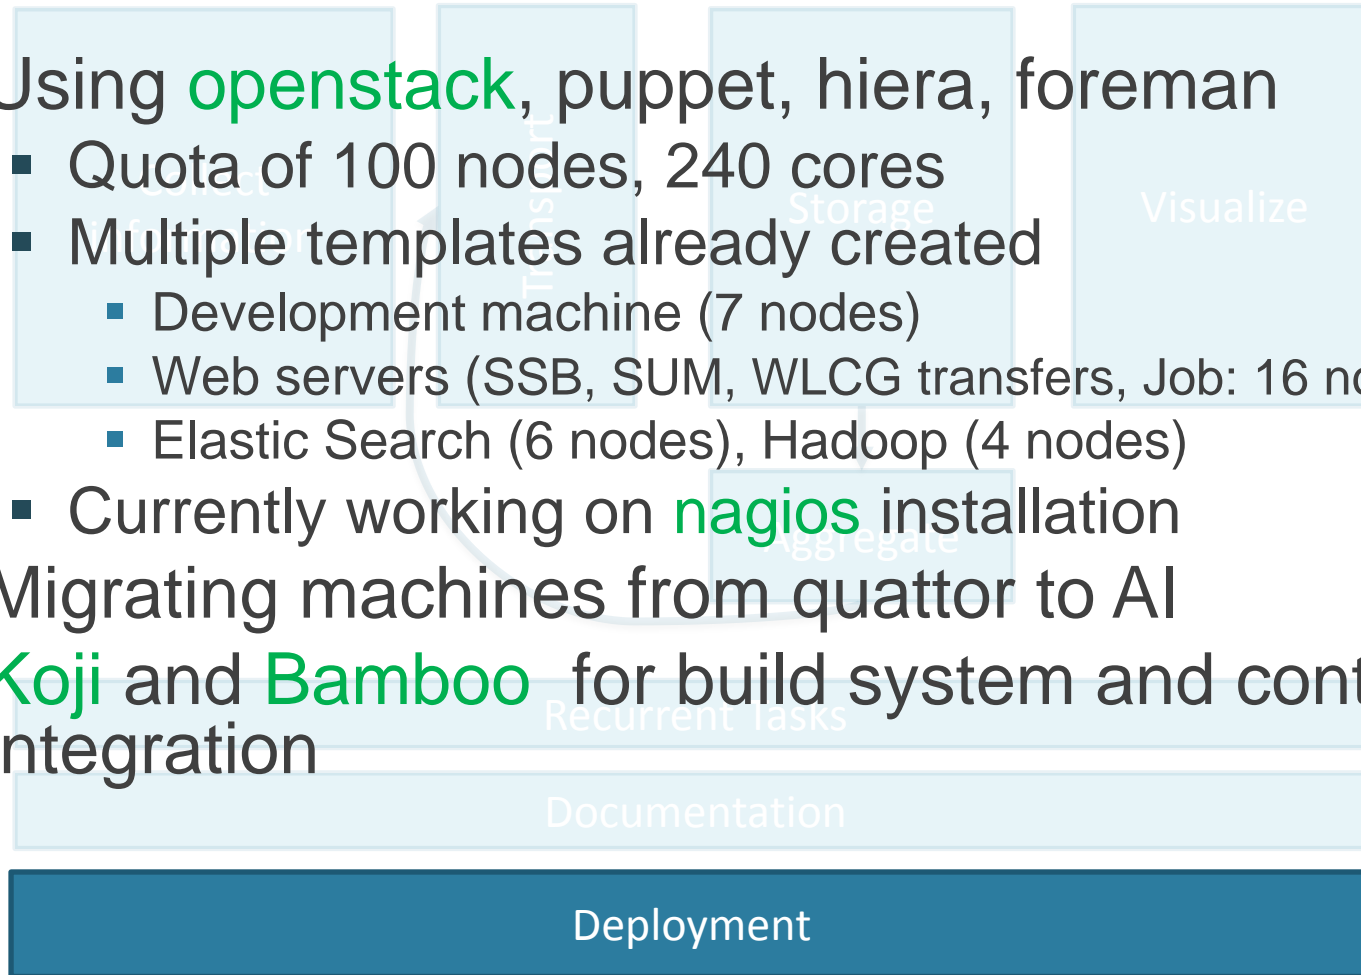 Using openstack, puppet, hiera, foreman
Quota of 100 nodes, 240 cores
Multiple templates already created
Development machine (7 nodes)
Web servers (SSB, SUM, WLCG transfers, Job: 16
Elastic Search (6 nodes), Hadoop (4 nodes)
Currently working on nagios installation
Migrating machines from quattor to AI
Koji and Bamboo for build system and
ntegration
Collect
information
Transport
Storage
Visualize
Aggregate
Recurrent Tasks
Documentation
Deployment